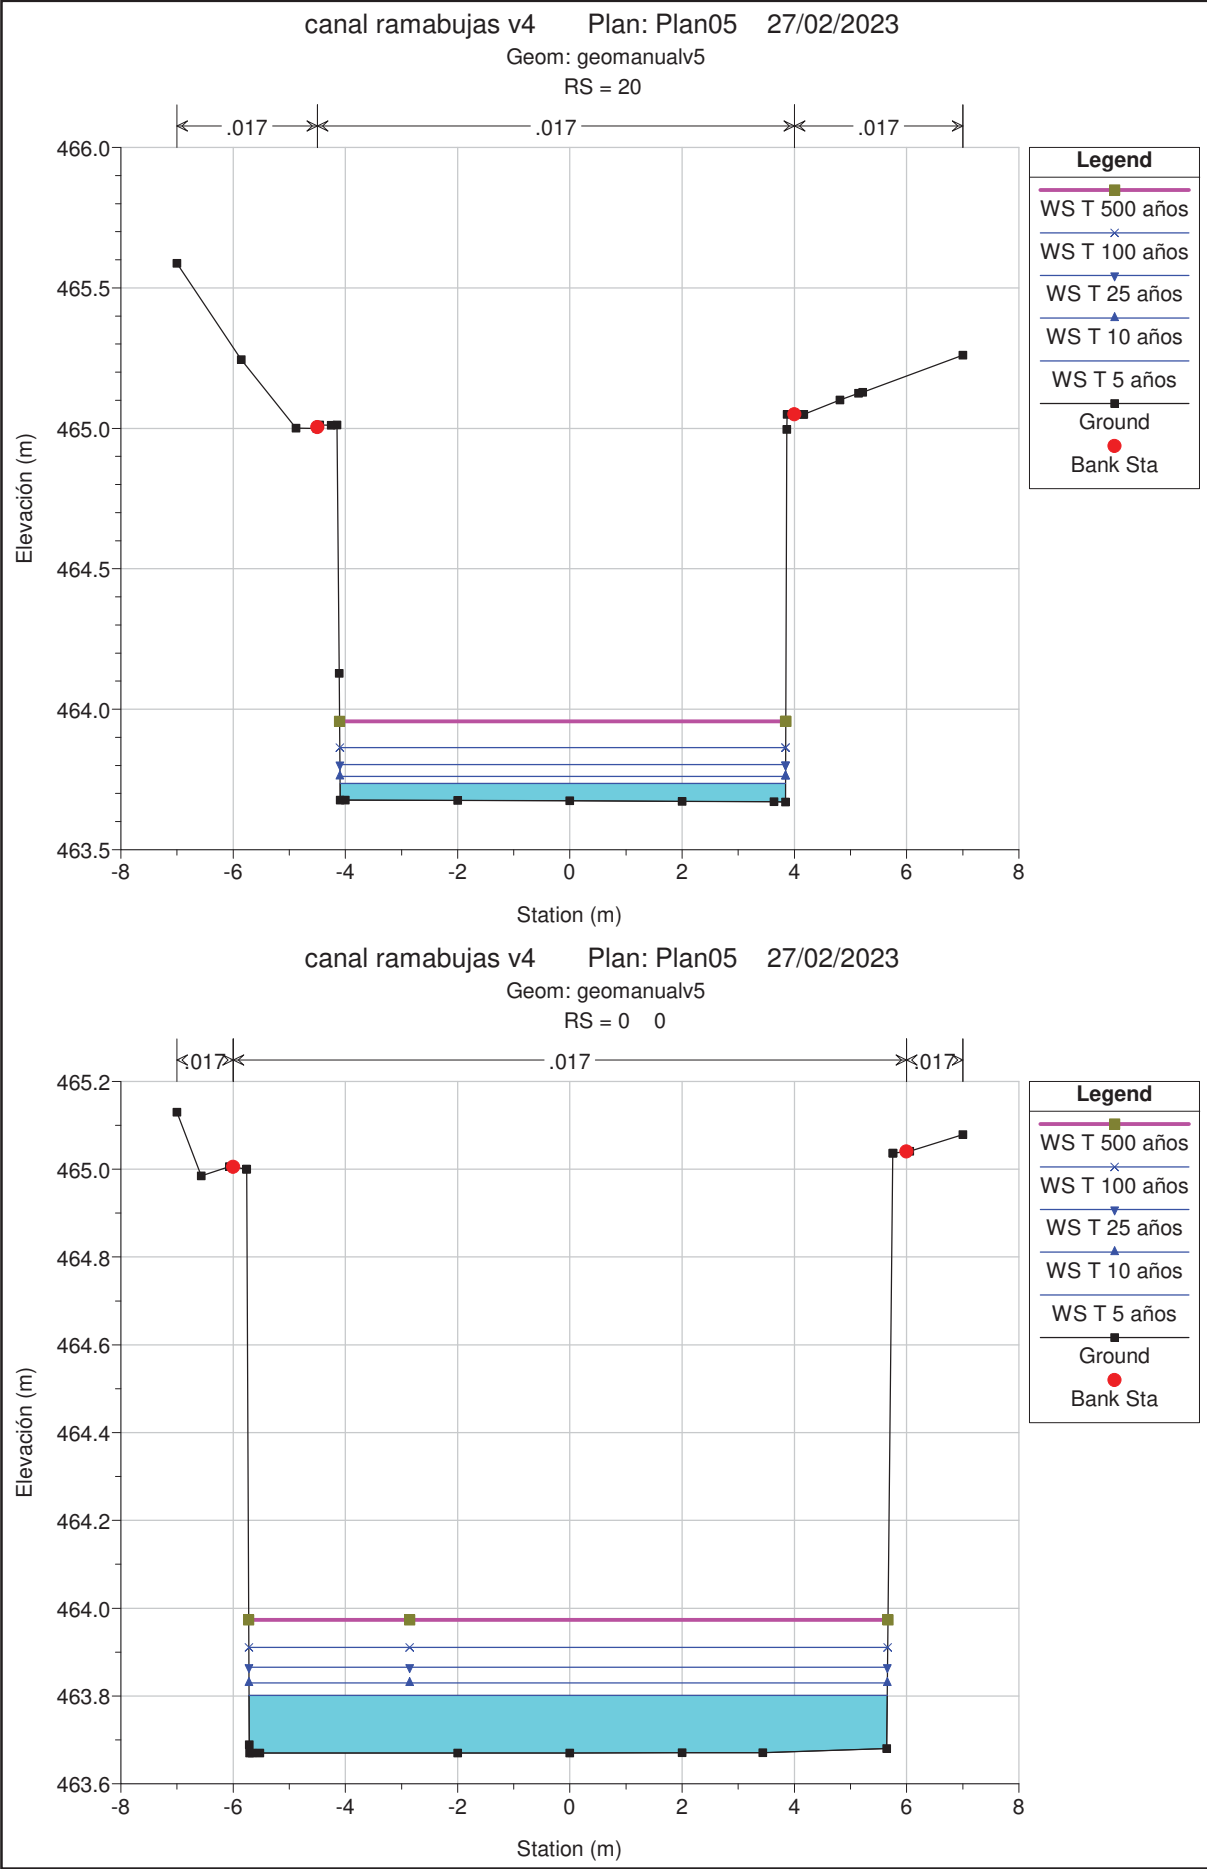 canal ramabujas v4 Plan: Plan05 27/02/2023
Geom: geomanualv5
RS = 20
.017 .017 .017
466.0
465.5
465.0
464.5
464.0
463.5
-8 -6 -4 -2 0 2 4 6 8
Station (m)
Elevación (m)
Legend
WS T 500 años
WS T 100 años
WS T 25 años
WS T 10 años
WS T 5 años
Ground
Bank Sta
canal ramabujas v4 Plan: Plan05 27/02/2023
Geom: geomanualv5
RS = 0 0
.017 .017 .017
465.2
465.0
464.8
464.6
464.4
464.2
464.0
463.8
463.6
-8 -6 -4 -2 0 2 4 6 8
Station (m)
Elevación (m)
Legend
WS T 500 años
WS T 100 años
WS T 25 años
WS T 10 años
WS T 5 años
Ground
Bank Sta